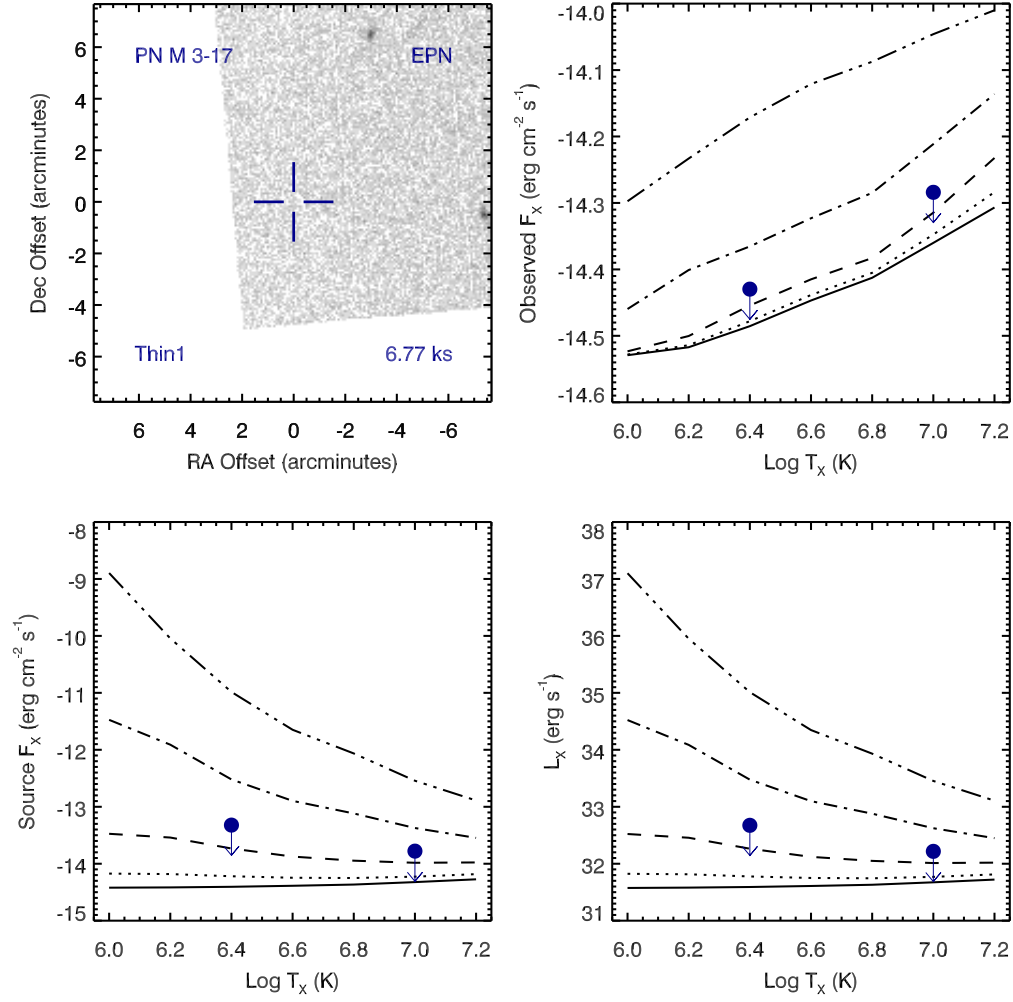 PN M 3-17
EPN
Thin1
6.77 ks
6
4
2
0
-2
-4
-6
6 4 2 0 -2 -4 -6
Dec Offset (arcminutes)
RA Offset (arcminutes)
-14.0
-14.1
-14.2
-14.3
-14.4
-14.5
-14.6
6.0 6.2 6.4 6.6 6.8 7.0 7.2
Observed Fₓ (erg cm⁻² s⁻¹)
Log Tₓ (K)
-8
-9
-10
-11
-12
-13
-14
-15
6.0 6.2 6.4 6.6 6.8 7.0 7.2
Source Fₓ (erg cm⁻² s⁻¹)
Log Tₓ (K)
38
37
36
35
34
33
32
31
6.0 6.2 6.4 6.6 6.8 7.0 7.2
Lₓ (erg s⁻¹)
Log Tₓ (K)